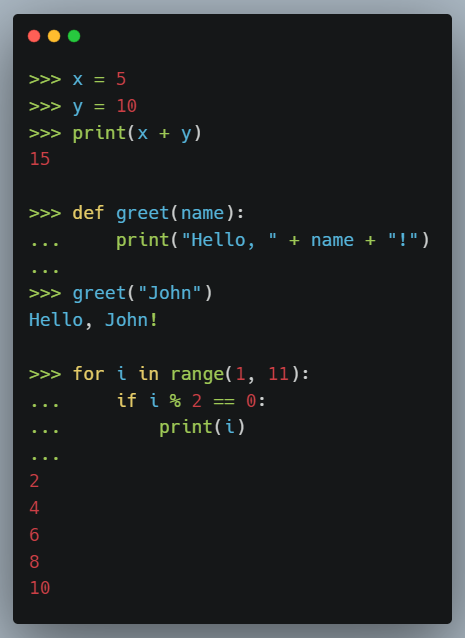 >>> x = 5
>>> y = 10
>>> print(x + y)
15

>>> def greet(name):
...     print("Hello, " + name + "!")
...
>>> greet("John")
Hello, John!

>>> for i in range(1, 11):
...     if i % 2 == 0:
...         print(i)
...
2
4
6
8
10